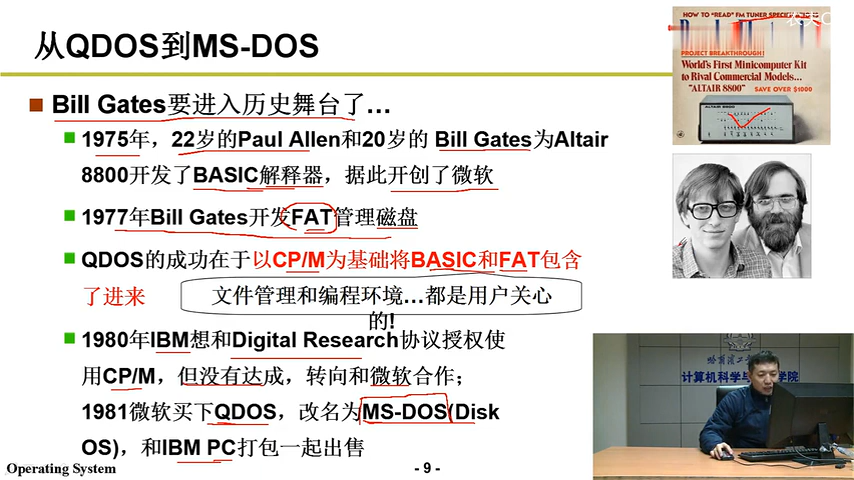 从QDOS到MS-DOS
HOW TO "READ" FM TUNER SPECIFICATIONS
PROJECT BREAKTHROUGH!
World's First Minicomputer Kit
to Rival Commercial Models...
"ALTAIR 8800" SAVE OVER $1000
ALTAIR 8800
Bill Gates要进入历史舞台了…
1975年，22岁的Paul Allen和20岁的 Bill Gates为Altair
8800开发了BASIC解释器，据此开创了微软
1977年Bill Gates开发FAT管理磁盘
QDOS的成功在于以CP/M为基础将BASIC和FAT包含
了进来
文件管理和编程环境…都是用户关心
的!
1980年IBM想和Digital Research协议授权使
用CP/M，但没有达成，转向和微软合作；
1981微软买下QDOS，改名为MS-DOS(Disk
OS)，和IBM PC打包一起出售
计算机科学与
学院
Operating System
- 9 -